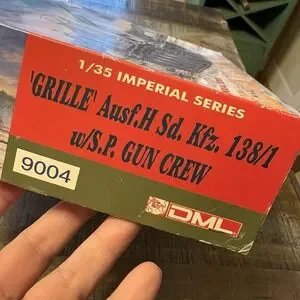 1/35 IMPERIAL SERIES
'GRILLE' Ausf.H Sd. Kfz. 138/1
w/S.P. GUN CREW
9004
DML